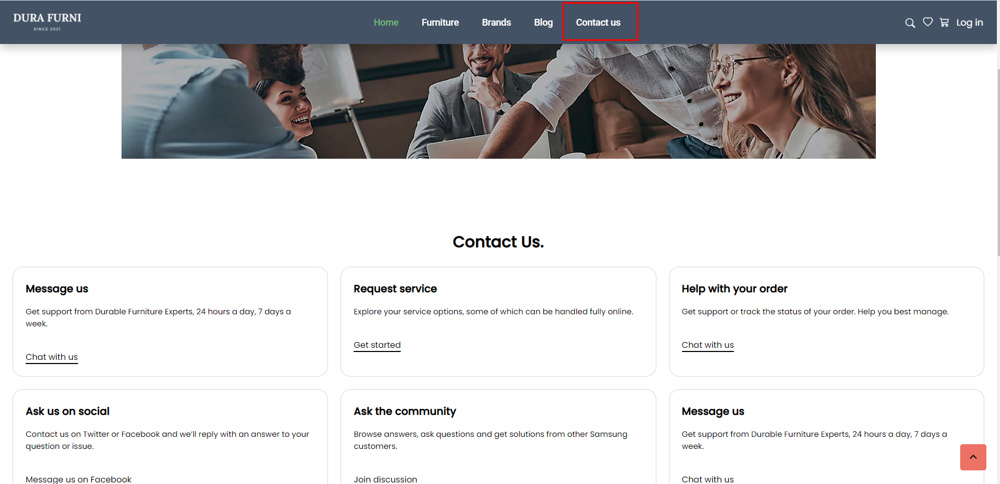 DURA FURNI
SINCE 2021
Home
Furniture
Brands
Blog
Contact us
Log in
Contact Us.
Message us
Get support from Durable Furniture Experts, 24 hours a day, 7 days a
week.
Chat with us
Request service
Explore your service options, some of which can be handled fully online.
Get started
Help with your order
Get support or track the status of your order. Help you best manage.
Chat with us
Ask us on social
Contact us on Twitter or Facebook and we'll reply with an answer to your
question or issue.
Message us on Facebook
Ask the community
Browse answers, ask questions and get solutions from other Samsung
customers.
Join discussion
Message us
Get support from Durable Furniture Experts, 24 hours a day, 7 days a
week.
Chat with us